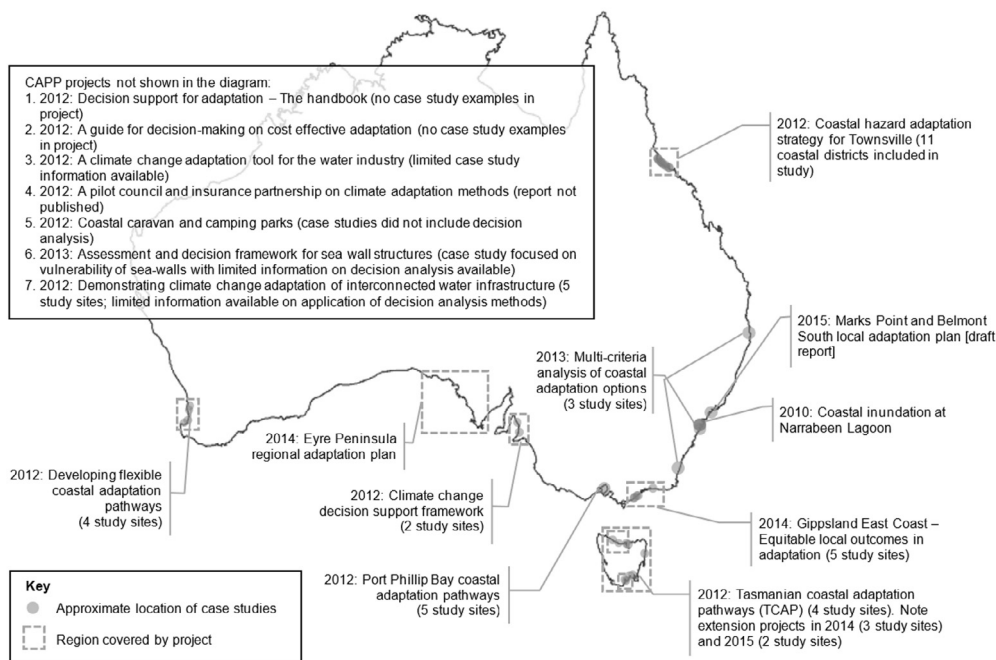 CAPP projects not shown in the diagram:
1. 2012: Decision support for adaptation – The handbook (no case study examples in
project)
2. 2012: A guide for decision-making on cost effective adaptation (no case study examples
in project)
3. 2012: A climate change adaptation tool for the water industry (limited case study
information available)
4. 2012: A pilot council and insurance partnership on climate adaptation methods (report not
published)
5. 2012: Coastal caravan and camping parks (case studies did not include decision
analysis)
6. 2013: Assessment and decision framework for sea wall structures (case study focused on
vulnerability of sea-walls with limited information on decision analysis available)
7. 2012: Demonstrating climate change adaptation of interconnected water infrastructure (5
study sites; limited information available on application of decision analysis methods)
2012: Coastal hazard adaptation
strategy for Townsville (11
coastal districts included in
study)
2015: Marks Point and Belmont
South local adaptation plan [draft
report]
2013: Multi-criteria
analysis of coastal
adaptation options
(3 study sites)
2010: Coastal inundation at
Narrabeen Lagoon
2014: Eyre Peninsula
regional adaptation plan
2012: Developing flexible
coastal adaptation
pathways
(4 study sites)
2012: Climate change
decision support framework
(2 study sites)
2014: Gippsland East Coast –
Equitable local outcomes in
adaptation (5 study sites)
2012: Port Phillip Bay coastal
adaptation pathways
(5 study sites)
2012: Tasmanian coastal adaptation
pathways (TCAP) (4 study sites). Note
extension projects in 2014 (3 study sites)
and 2015 (2 study sites)
Key
Approximate location of case studies
Region covered by project